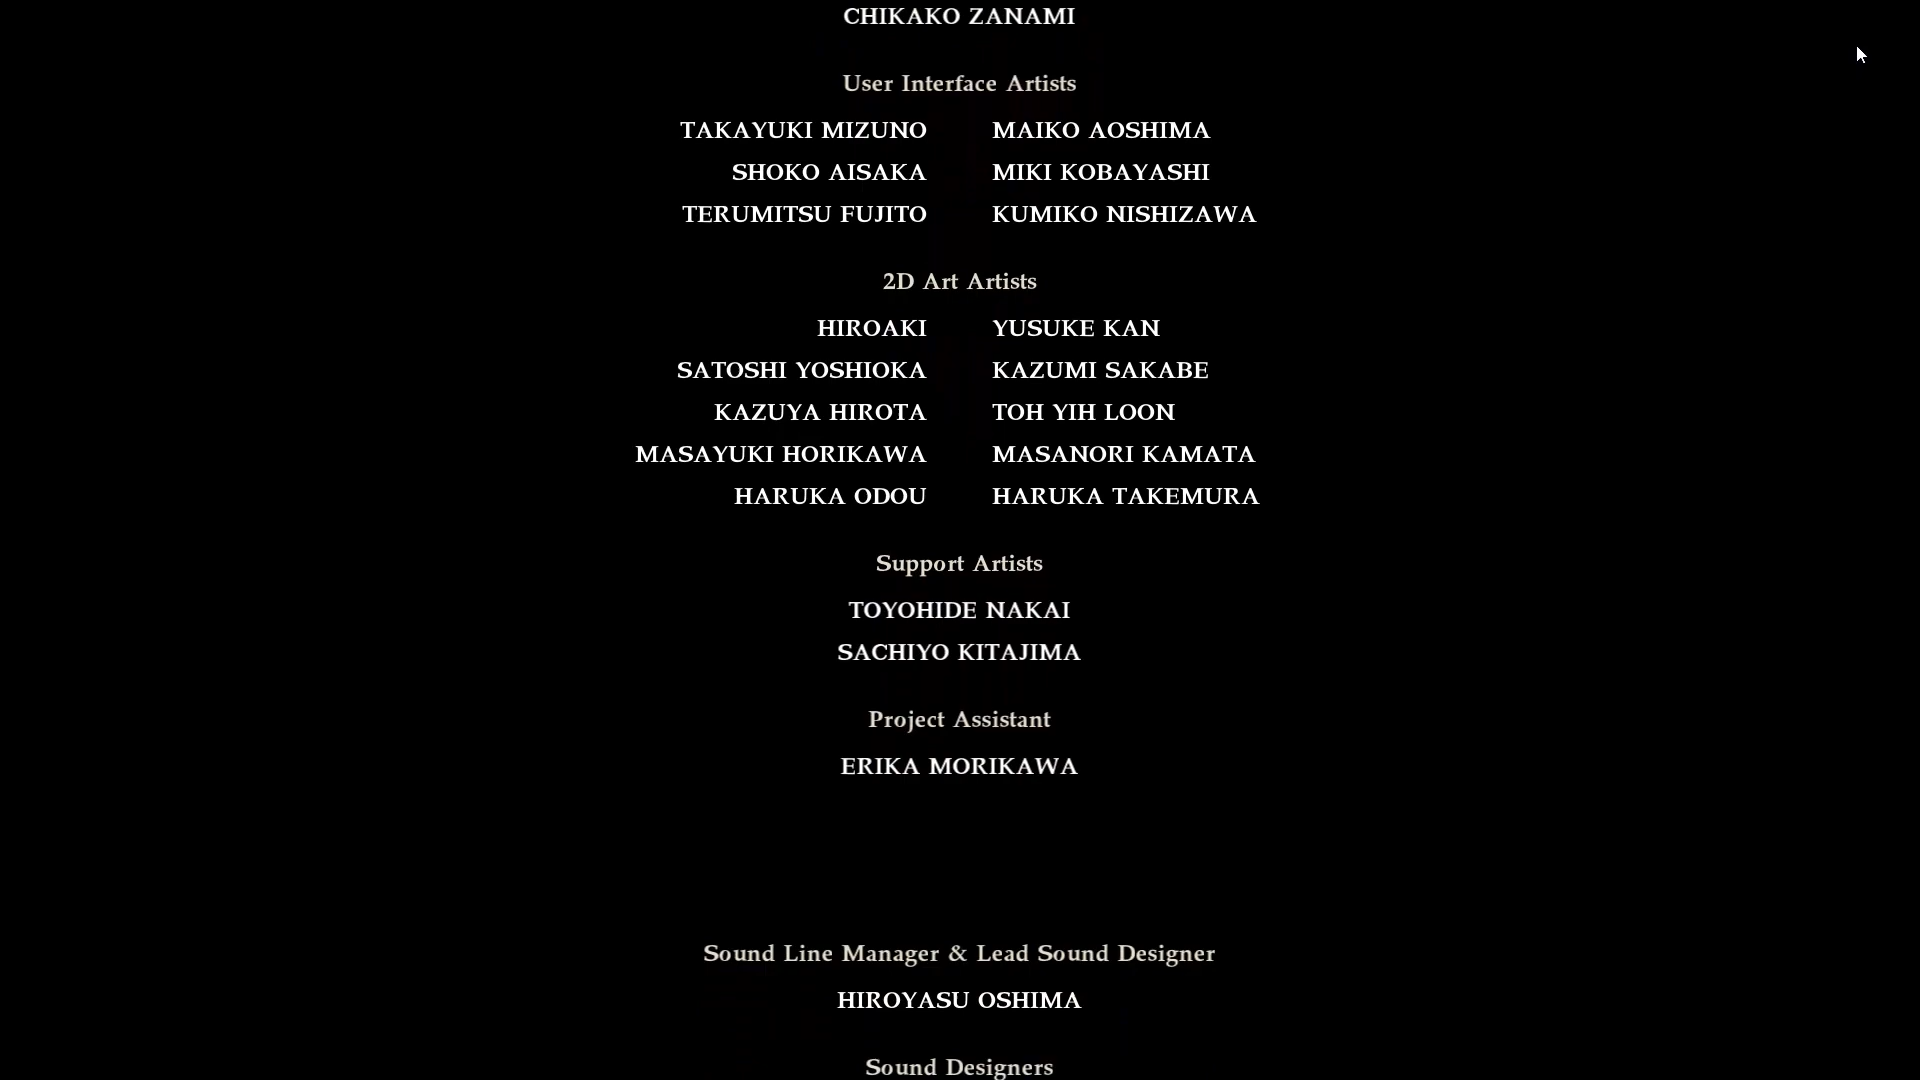 CHIKAKO ZANAMI
User Interface Artists
TAKAYUKI MIZUNO MAIKO AOSHIMA
SHOKO AISAKA MIKI KOBAYASHI
TERUMITSU FUJITO KUMIKO NISHIZAWA
2D Art Artists
HIROAKI YUSUKE KAN
SATOSHI YOSHIOKA KAZUMI SAKABE
KAZUYA HIROTA TOH YIH LOON
MASAYUKI HORIKAWA MASANORI KAMATA
HARUKA ODOU HARUKA TAKEMURA
Support Artists
TOYOHIDE NAKAI
SACHIYO KITAJIMA
Project Assistant
ERIKA MORIKAWA
Sound Line Manager & Lead Sound Designer
HIROYASU OSHIMA
Sound Designers